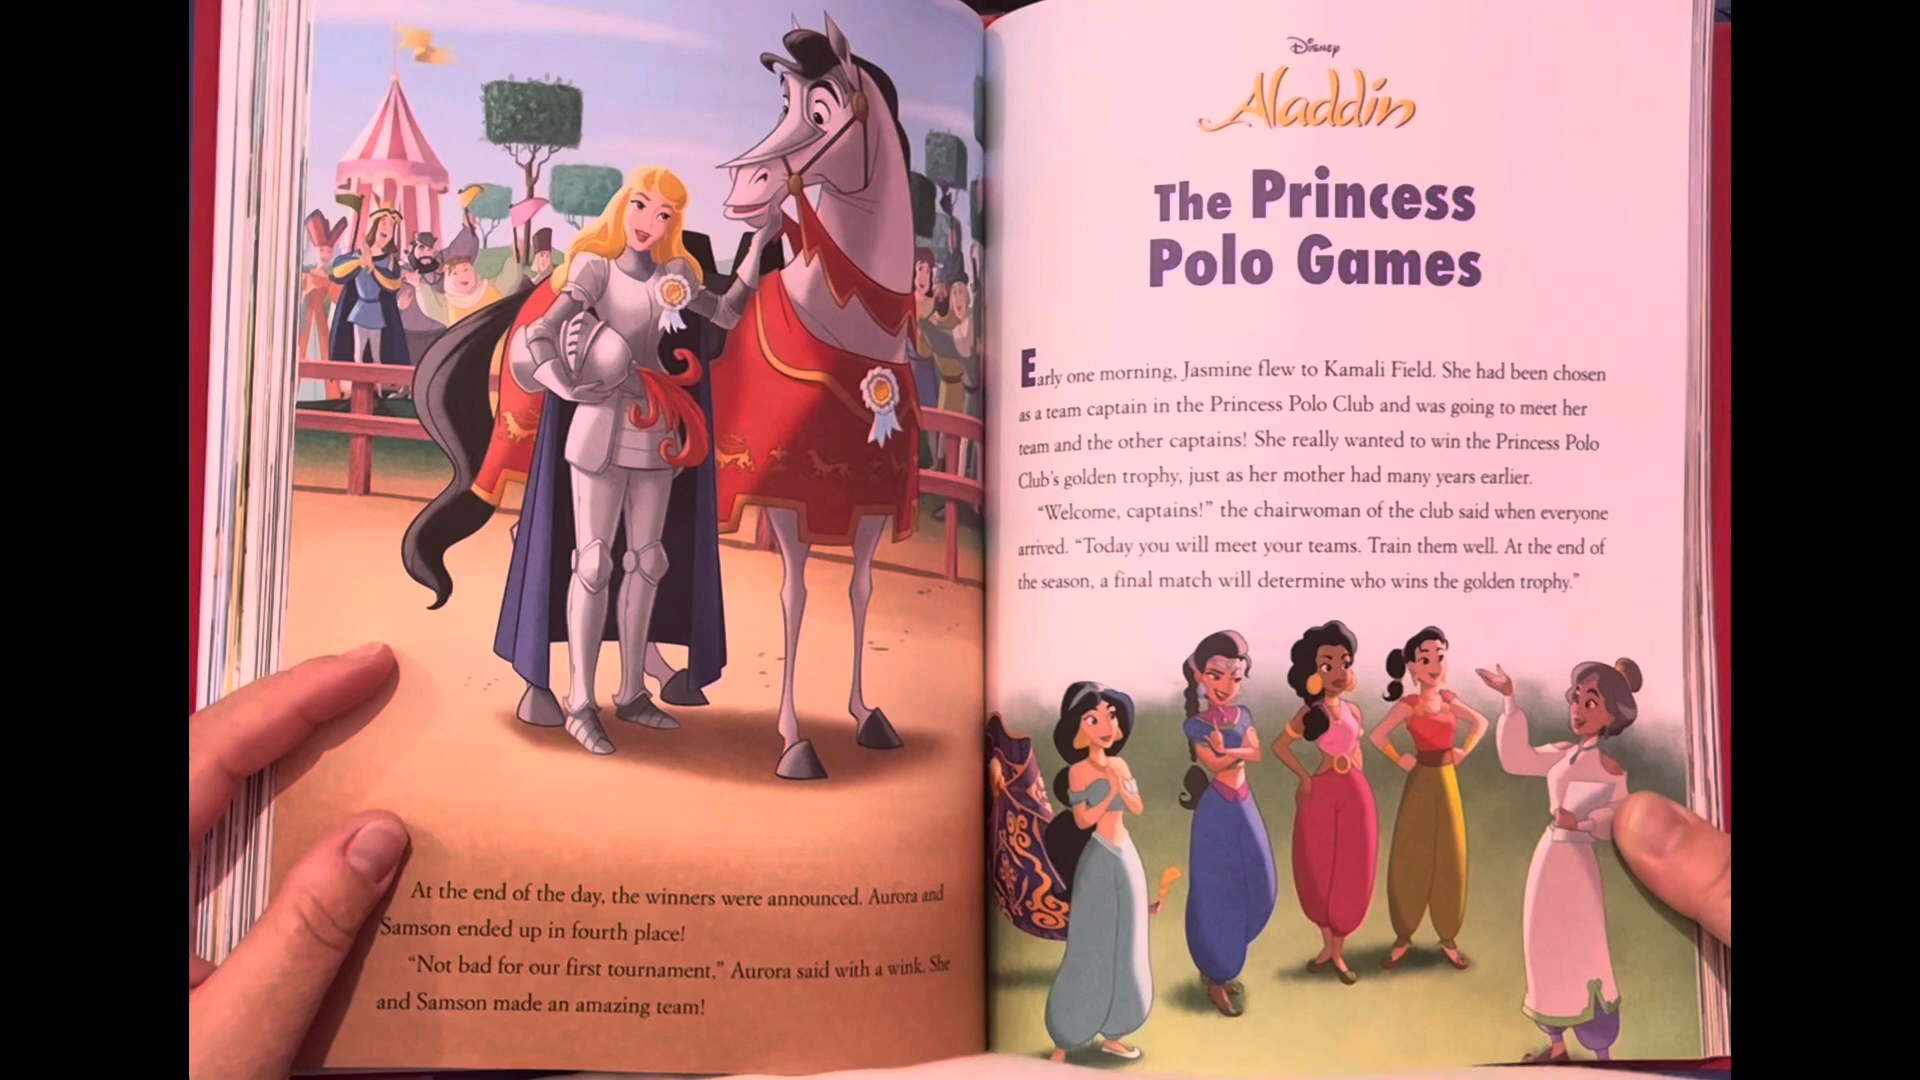 At the end of the day, the winners were announced. Aurora and
Samson ended up in fourth place!
“Not bad for our first tournament,” Aurora said with a wink. She
and Samson made an amazing team!
Disney
Aladdin
The Princess
Polo Games
Early one morning, Jasmine flew to Kamali Field. She had been chosen
as a team captain in the Princess Polo Club and was going to meet her
team and the other captains! She really wanted to win the Princess Polo
Club’s golden trophy, just as her mother had many years earlier.
“Welcome, captains!” the chairwoman of the club said when everyone
arrived. “Today you will meet your teams. Train them well. At the end of
the season, a final match will determine who wins the golden trophy.”